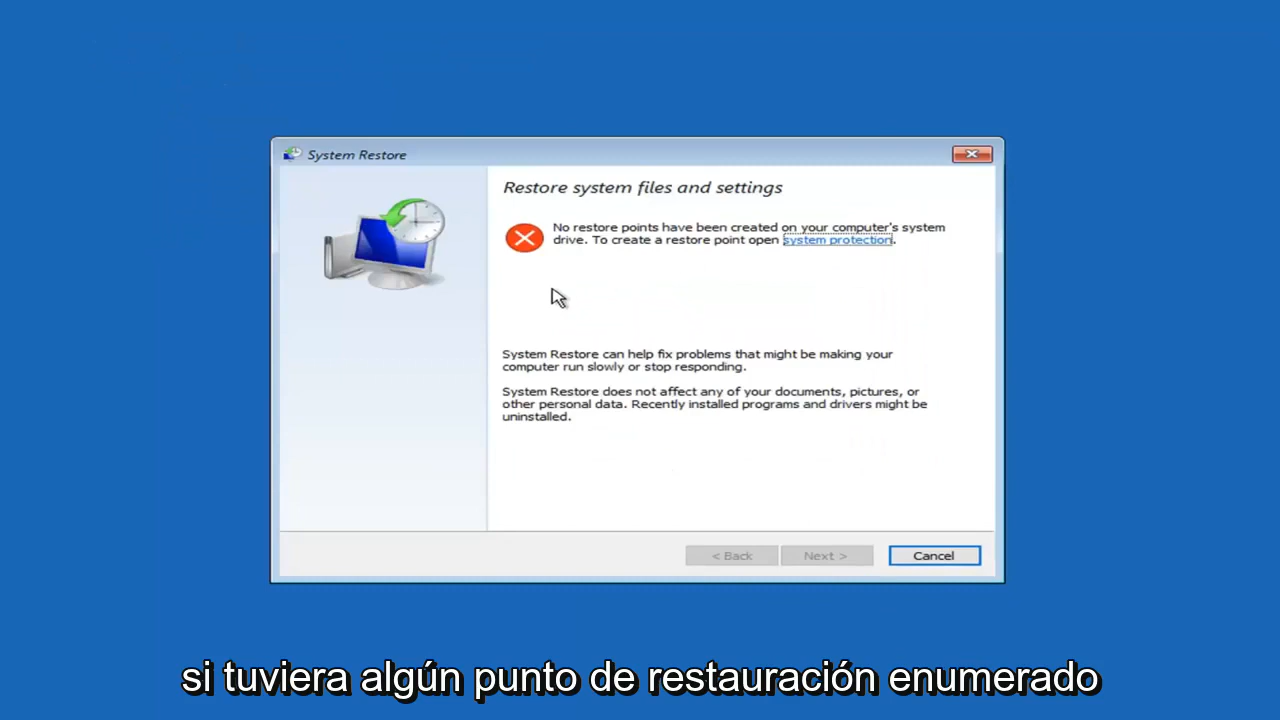 System Restore
Restore system files and settings
No restore points have been created on your computer's system
drive. To create a restore point open system protection.
System Restore can help fix problems that might be making your
computer run slowly or stop responding.
System Restore does not affect any of your documents, pictures, or
other personal data. Recently installed programs and drivers might be
uninstalled.
< Back Next > Cancel
si tuviera algún punto de restauración enumerado